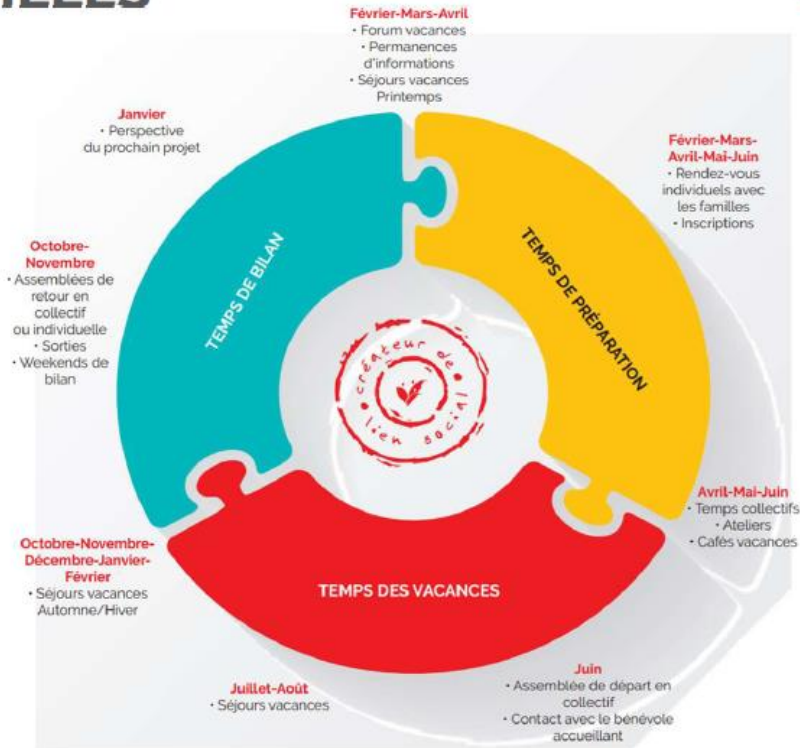 Février-Mars-Avril
• Forum vacances
• Permanences
d'informations
• Séjours vacances
Printemps
Février-Mars-
Avril-Mai-Juin
• Rendez-vous
individuels avec
les familles
• Inscriptions
TEMPS DE PRÉPARATION
Avril-Mai-Juin
• Temps collectifs
• Ateliers
• Cafés vacances
Juin
• Assemblée de départ en
collectif
• Contact avec le bénévole
accueillant
TEMPS DES VACANCES
Juillet-Août
• Séjours vacances
Octobre-Novembre-
Décembre-Janvier-
Février
• Séjours vacances
Automne/Hiver
TEMPS DE BILAN
Octobre-
Novembre
• Assemblées de
retour en
collectif
ou individuelle
• Sorties
• Weekends de
bilan
Janvier
• Perspective
du prochain projet
créateur de
lien social